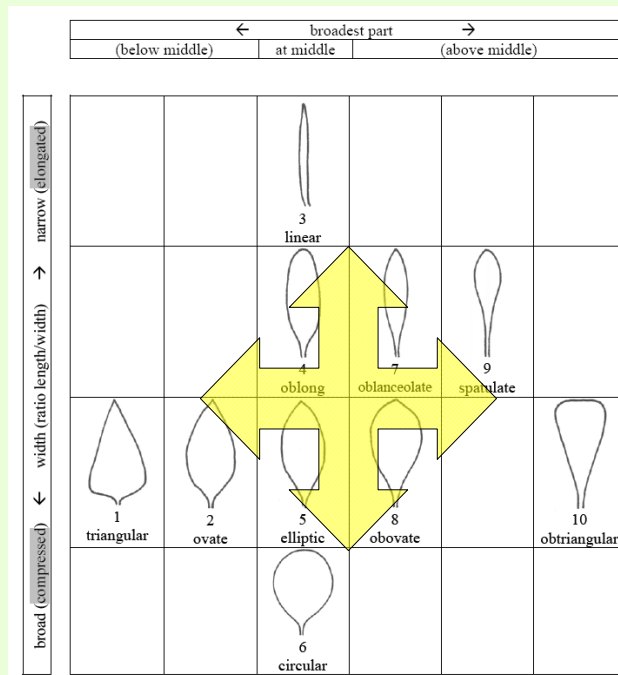 ← broadest part →
(below middle) at middle (above middle)
narrow (elongated)
width (ratio length/width)
broad (compressed)
3
linear
4 7 9
oblong oblanceolate spatulate
1 2 5 8 10
triangular ovate elliptic obovate obtriangular
6
circular